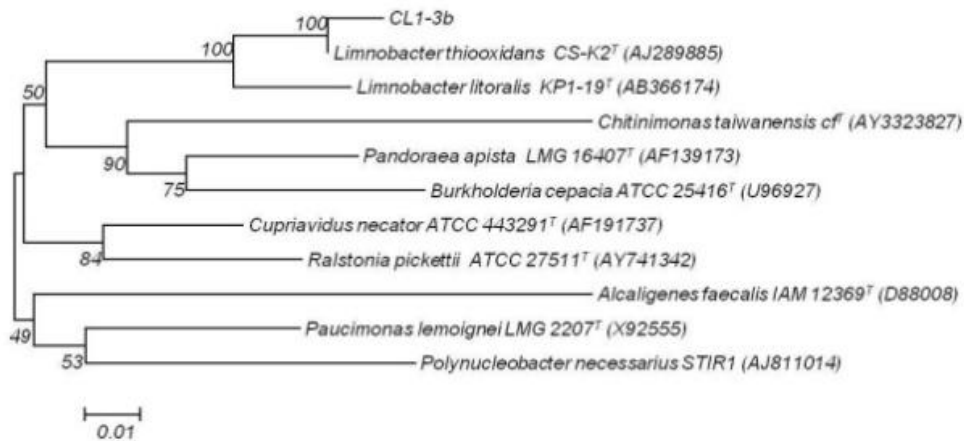 100 CL1-3b
100 Limnobacter thiooxidans CS-K2ᵀ (AJ289885)
Limnobacter litoralis KP1-19ᵀ (AB366174)
50
Chitinimonas taiwanensis cfᵀ (AY3323827)
90 Pandoraea apista LMG 16407ᵀ (AF139173)
75 Burkholderia cepacia ATCC 25416ᵀ (U96927)
Cupriavidus necator ATCC 443291ᵀ (AF191737)
84 Ralstonia pickettii ATCC 27511ᵀ (AY741342)
Alcaligenes faecalis IAM 12369ᵀ (D88008)
49 Paucimonas lemoignei LMG 2207ᵀ (X92555)
53 Polynucleobacter necessarius STIR1 (AJ811014)
0.01